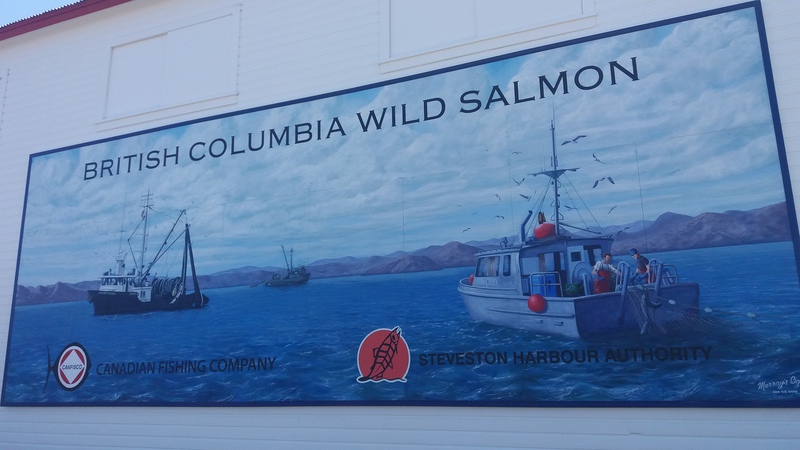 BRITISH COLUMBIA WILD SALMON
CANFISCO
CANADIAN FISHING COMPANY
STEVESTON HARBOUR AUTHORITY